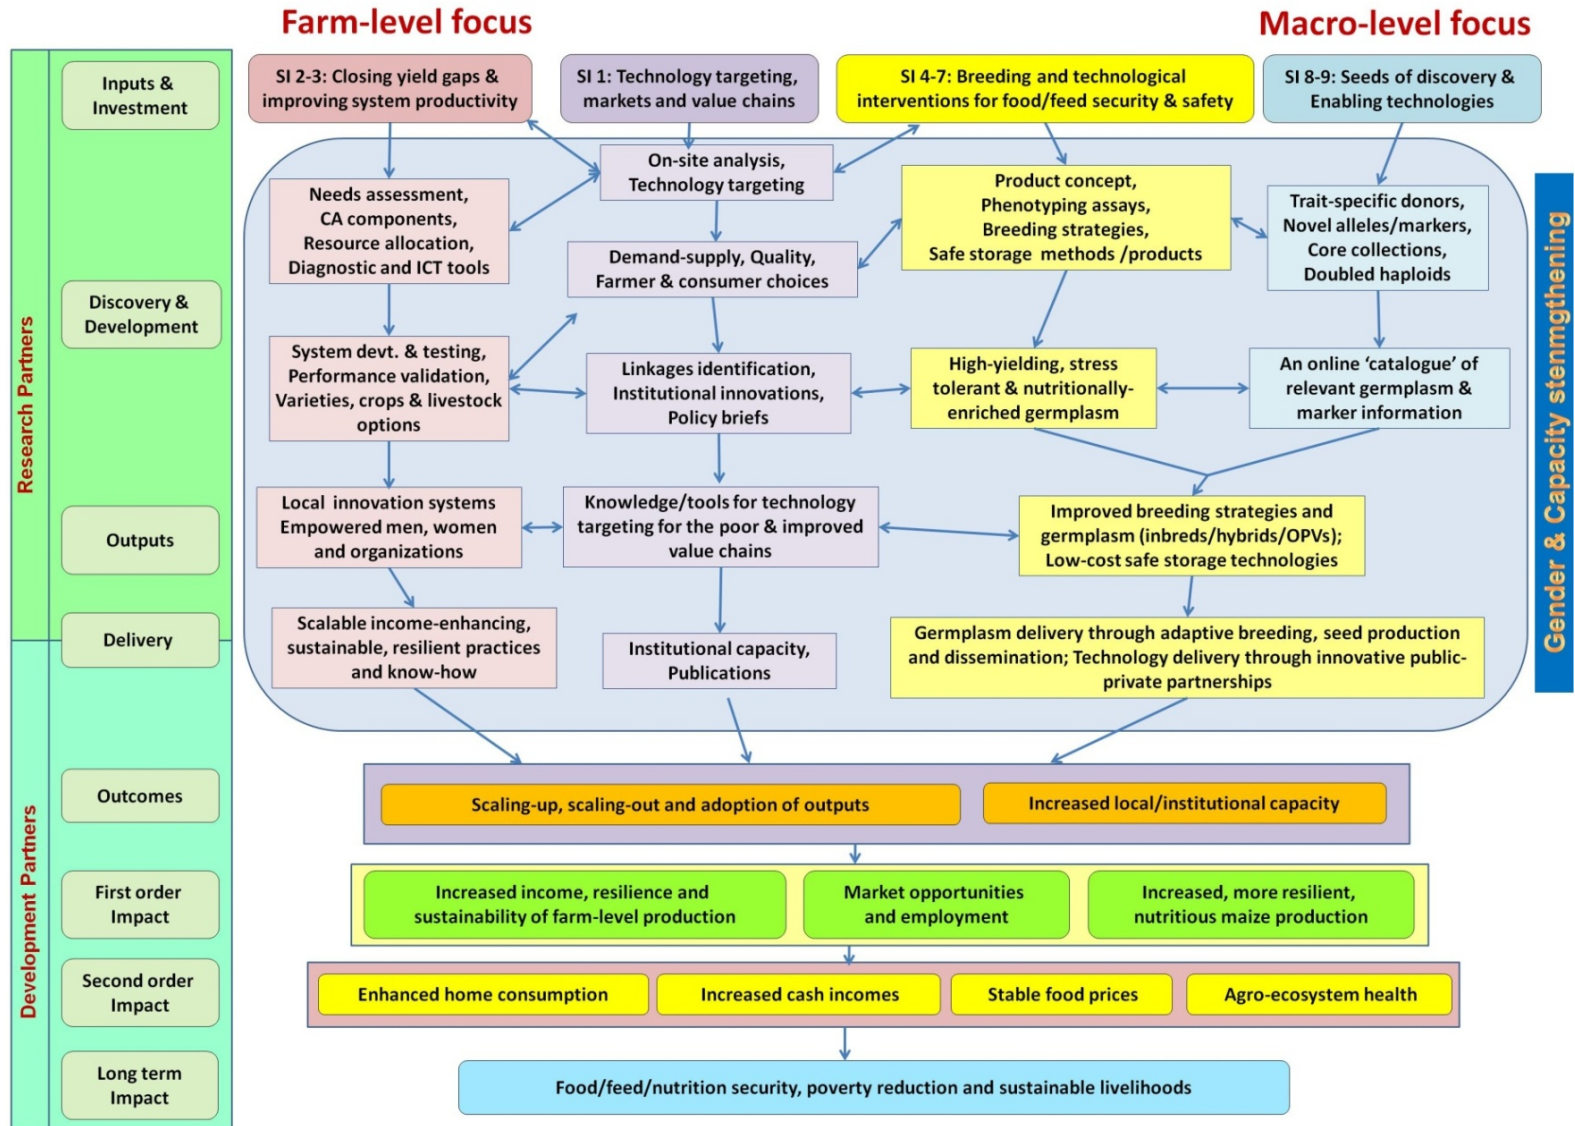 Farm-level focus
Macro-level focus
Research Partners
Development Partners
Inputs &
Investment
Discovery &
Development
Outputs
Delivery
Outcomes
First order
Impact
Second order
Impact
Long term
Impact
SI 2-3: Closing yield gaps &
improving system productivity
SI 1: Technology targeting,
markets and value chains
SI 4-7: Breeding and technological
interventions for food/feed security & safety
SI 8-9: Seeds of discovery &
Enabling technologies
Needs assessment,
CA components,
Resource allocation,
Diagnostic and ICT tools
On-site analysis,
Technology targeting
Demand-supply, Quality,
Farmer & consumer choices
Product concept,
Phenotyping assays,
Breeding strategies,
Safe storage methods /products
Trait-specific donors,
Novel alleles/markers,
Core collections,
Doubled haploids
System devt. & testing,
Performance validation,
Varieties, crops & livestock
options
Linkages identification,
Institutional innovations,
Policy briefs
High-yielding, stress
tolerant & nutritionally-
enriched germplasm
An online ‘catalogue’ of
relevant germplasm &
marker information
Local innovation systems
Empowered men, women
and organizations
Knowledge/tools for technology
targeting for the poor & improved
value chains
Improved breeding strategies and
germplasm (inbreds/hybrids/OPVs);
Low-cost safe storage technologies
Scalable income-enhancing,
sustainable, resilient practices
and know-how
Institutional capacity,
Publications
Germplasm delivery through adaptive breeding, seed production
and dissemination; Technology delivery through innovative public-
private partnerships
Gender & Capacity stenmgthening
Scaling-up, scaling-out and adoption of outputs
Increased local/institutional capacity
Increased income, resilience and
sustainability of farm-level production
Market opportunities
and employment
Increased, more resilient,
nutritious maize production
Enhanced home consumption
Increased cash incomes
Stable food prices
Agro-ecosystem health
Food/feed/nutrition security, poverty reduction and sustainable livelihoods